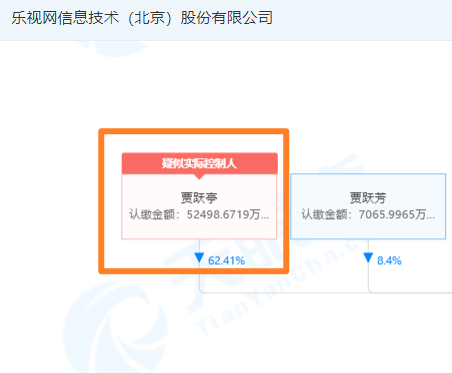 乐视网信息技术（北京）股份有限公司
疑似实际控制人
贾跃亭
认缴金额：52498.6719万...
62.41%
贾跃芳
认缴金额：7065.9965万...
8.4%
天眼查
TianYanCha.com